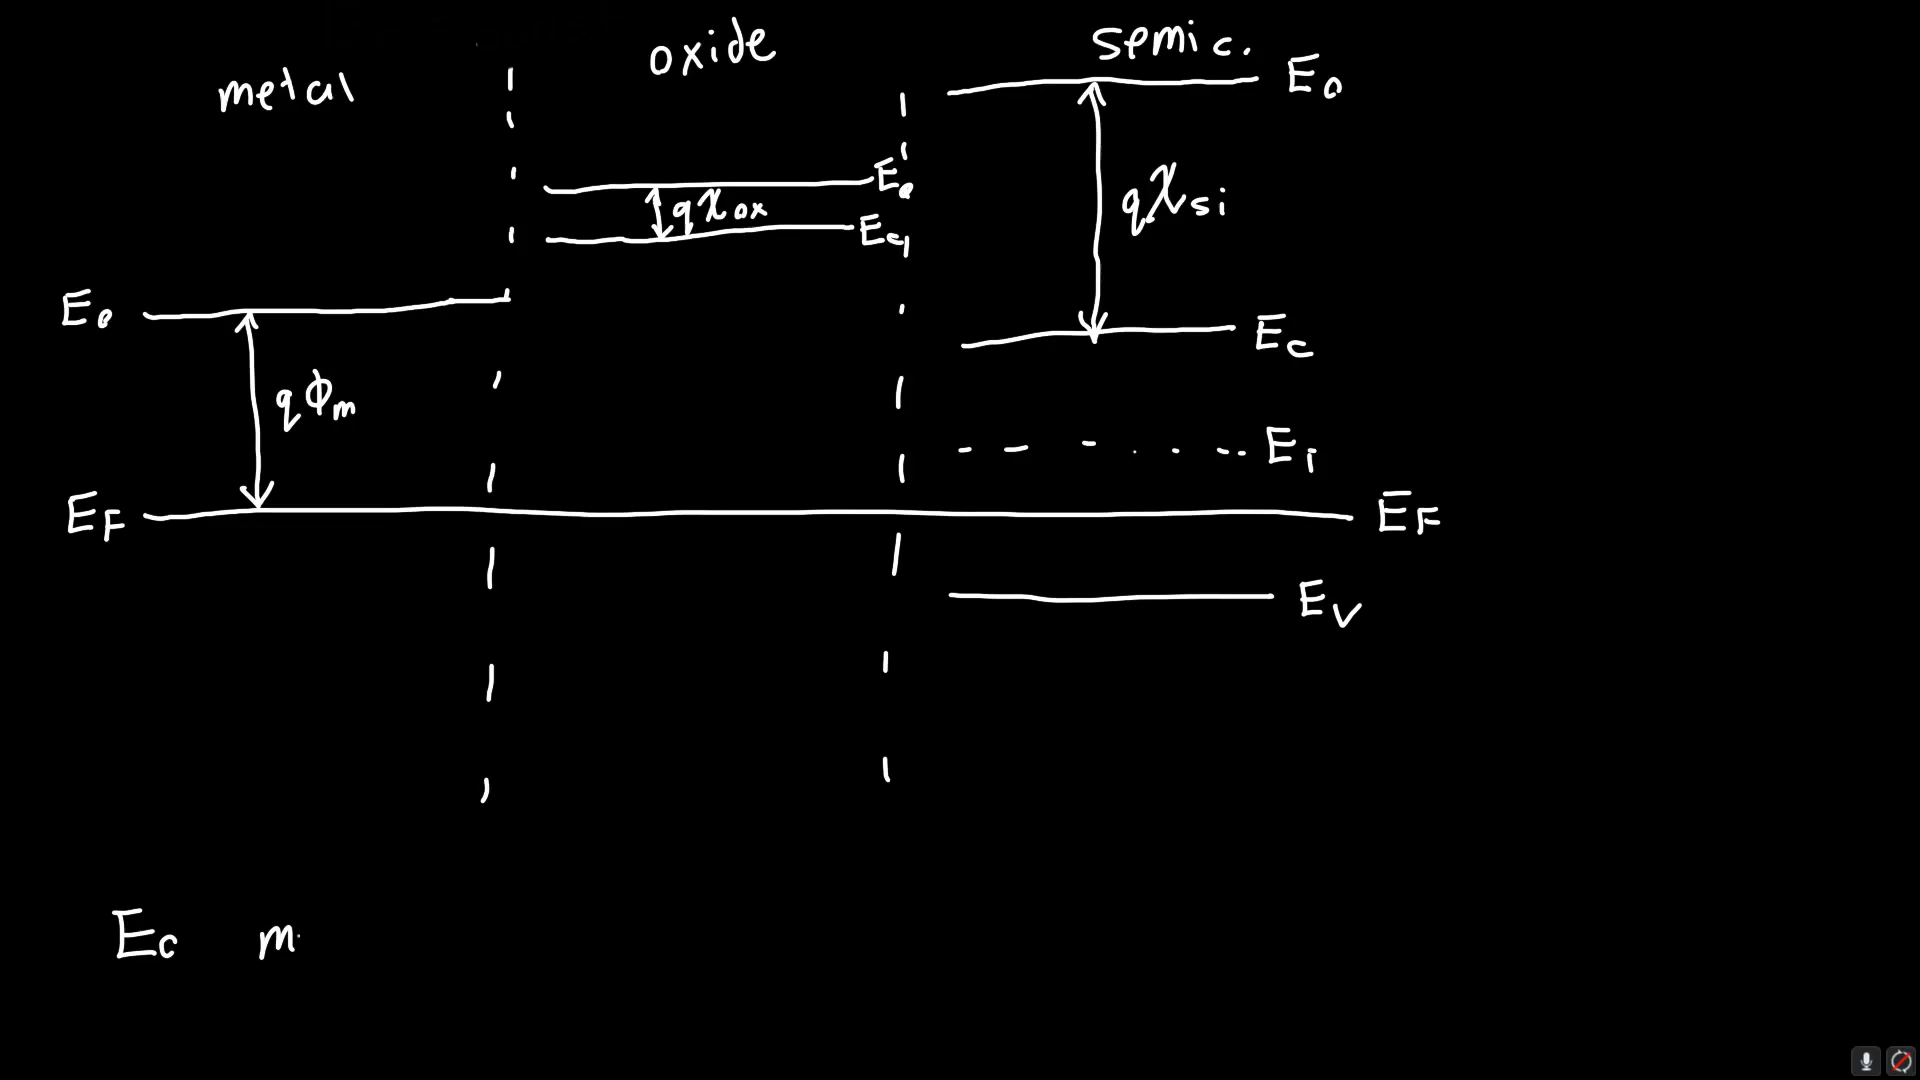 metal oxide semic.
E₀
E₀
qχox
Ec
qχsi
E₀
qϕm
Ec
Ei
EF EF
Ev
Ec m